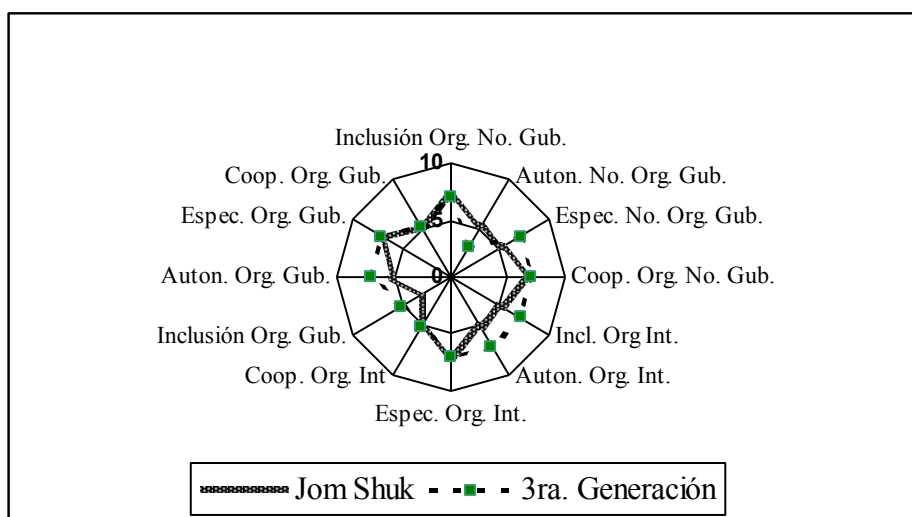 Inclusión Org. No. Gub.
10
Coop. Org. Gub.
Auton. No. Org. Gub.
Espec. Org. Gub.
5
Espec. No. Org. Gub.
Auton. Org. Gub.
0
Coop. Org. No. Gub.
Inclusión Org. Gub.
Incl. Org Int.
Coop. Org. Int
Auton. Org. Int.
Espec. Org. Int.
Jom Shuk
3ra. Generación